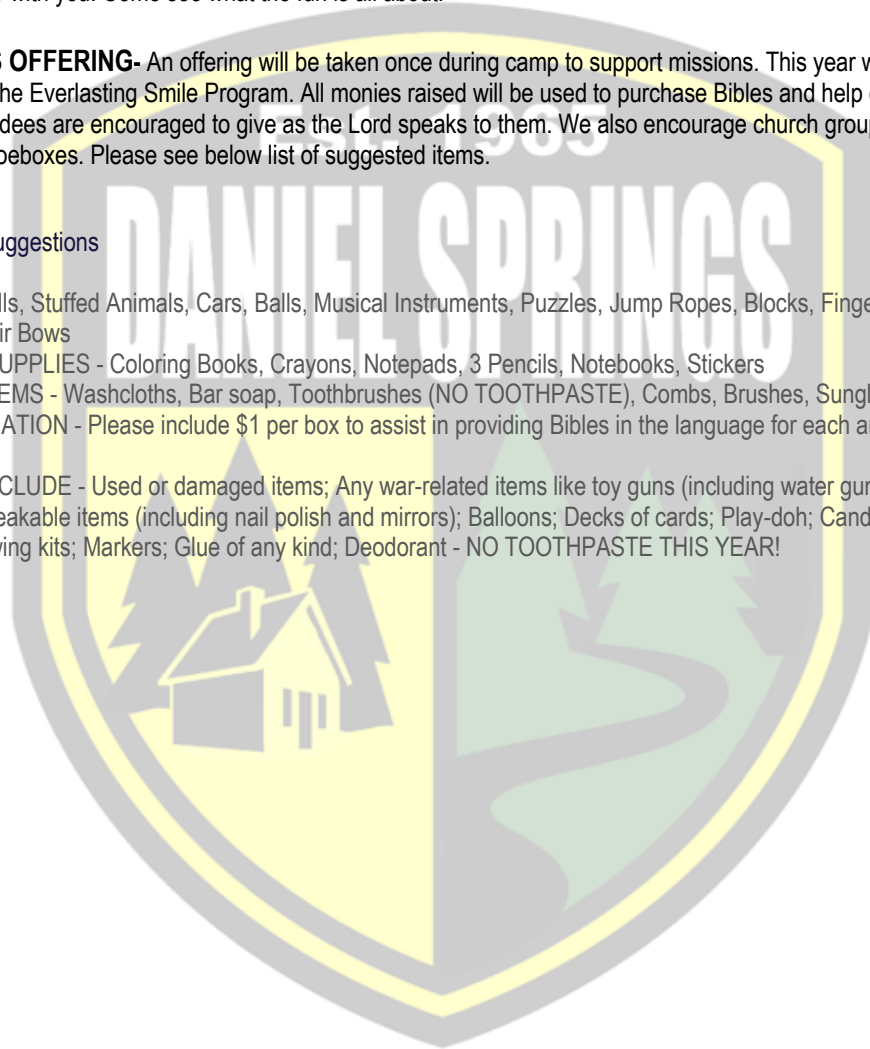 with you. Come see what the fun is all about.
OFFERING- An offering will be taken once during camp to support missions. This year
the Everlasting Smile Program. All monies raised will be used to purchase Bibles and help
dees are encouraged to give as the Lord speaks to them. We also encourage church
oeboxes. Please see below list of suggested items.
Est. 1965
DANIEL SPRINGS
uggestions
lls, Stuffed Animals, Cars, Balls, Musical Instruments, Puzzles, Jump Ropes, Blocks, Finge
ir Bows
UPPLIES - Coloring Books, Crayons, Notepads, 3 Pencils, Notebooks, Stickers
EMS - Washcloths, Bar soap, Toothbrushes (NO TOOTHPASTE), Combs, Brushes, Sungl
ATION - Please include $1 per box to assist in providing Bibles in the language for each
CLUDE - Used or damaged items; Any war-related items like toy guns (including water gun
eakable items (including nail polish and mirrors); Balloons; Decks of cards; Play-doh; Cand
ing kits; Markers; Glue of any kind; Deodorant - NO TOOTHPASTE THIS YEAR!